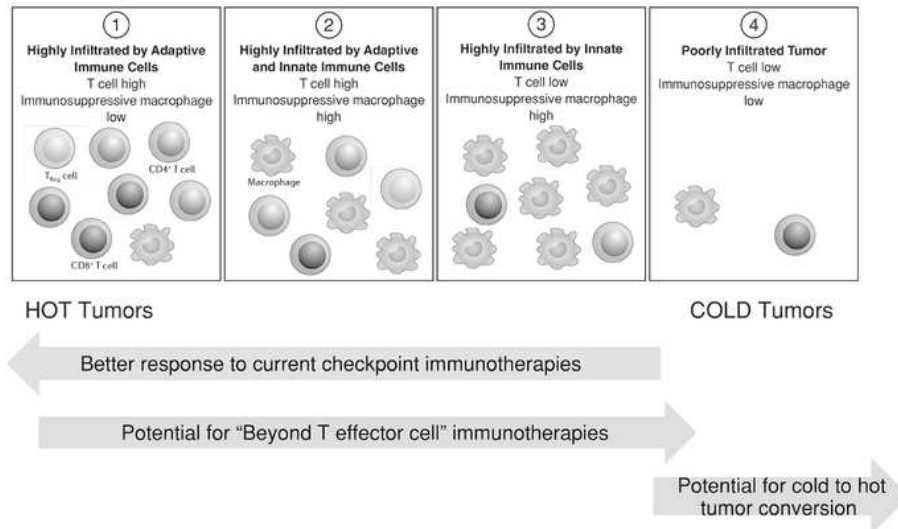 1
Highly Infiltrated by Adaptive
Immune Cells
T cell high
Immunosuppressive macrophage
low
T Reg cell
CD4+ T cell
CD8+ T cell
2
Highly Infiltrated by Adaptive
and Innate Immune Cells
T cell high
Immunosuppressive macrophage
high
Macrophage
3
Highly Infiltrated by Innate
Immune Cells
T cell low
Immunosuppressive macrophage
high
4
Poorly Infiltrated Tumor
T cell low
Immunosuppressive macrophage
low
HOT Tumors
COLD Tumors
Better response to current checkpoint immunotherapies
Potential for “Beyond T effector cell” immunotherapies
Potential for cold to hot
tumor conversion